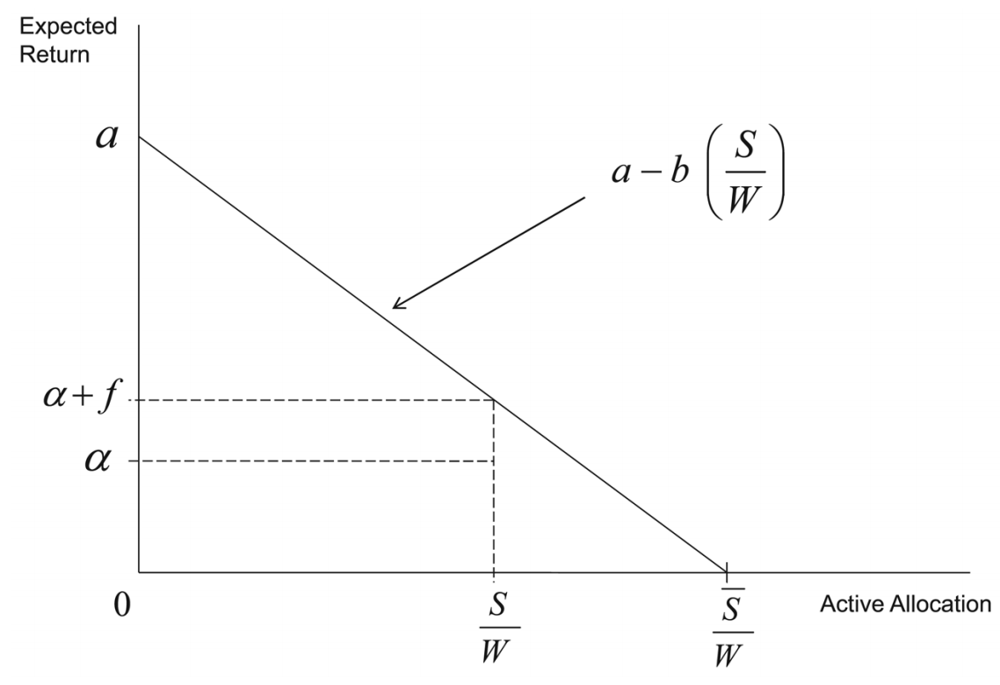 Expected
Return
a
a – b (S/W)
α + f
α
0
S/W
S̅/W
Active Allocation